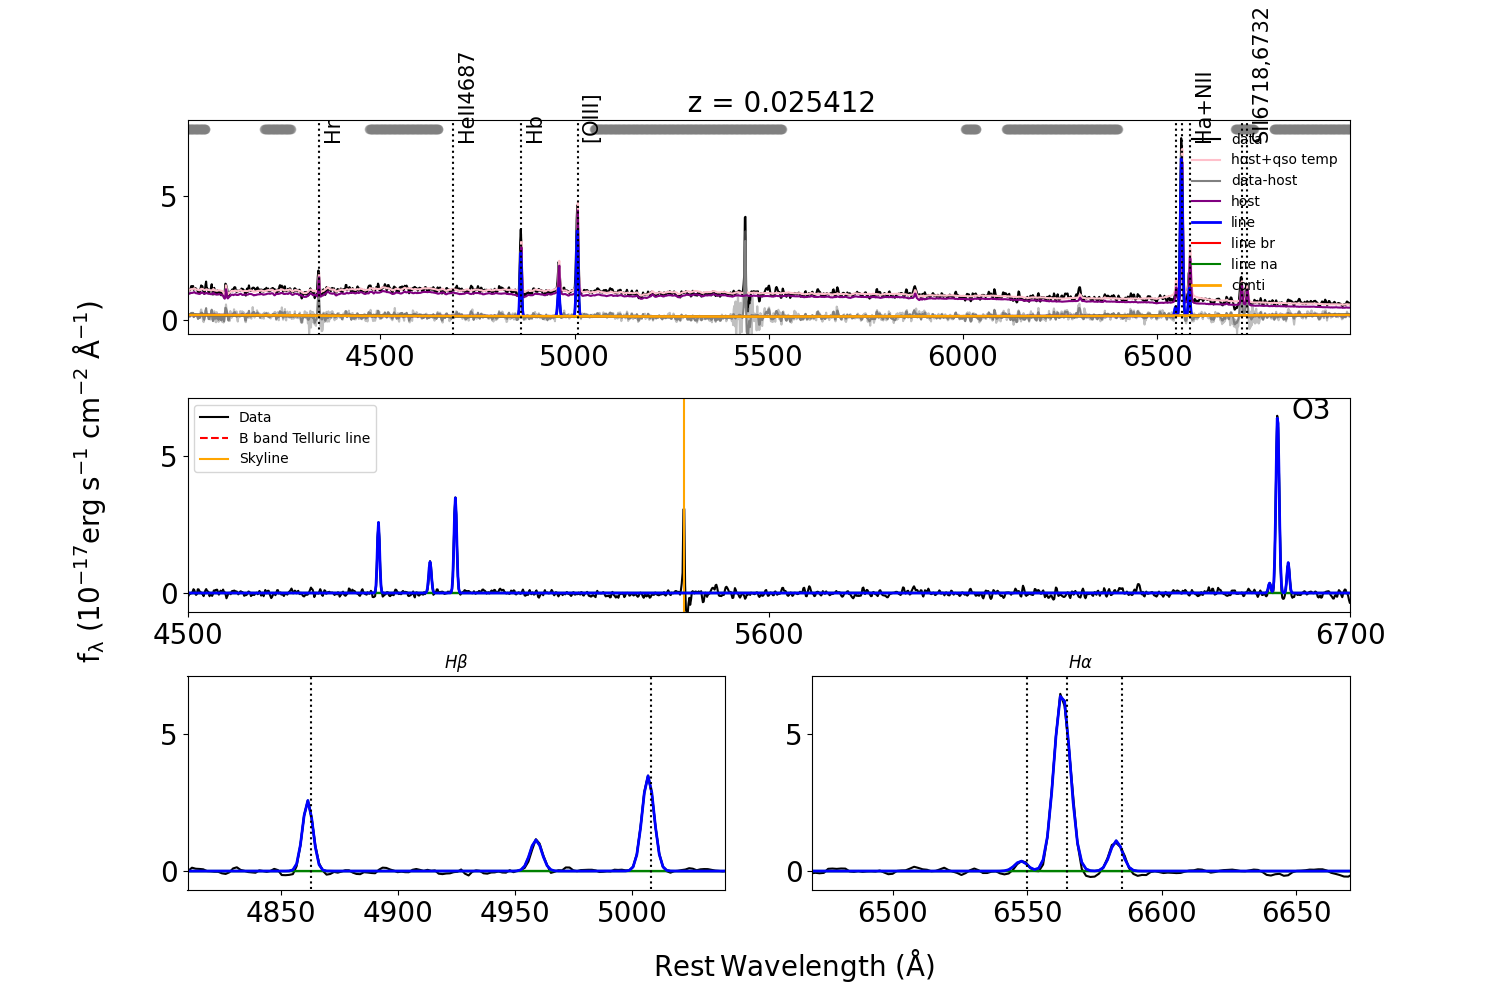 z = 0.025412
Hr
HeII4687
Hb
[OIII]
Ha+NII
SII6718,6732
data
host+qso temp
data-host
host
line
line br
line na
conti
5
0
4500 5000 5500 6000 6500
Data
B band Telluric line
Skyline
O3
5
0
4500 5600 6700
Hβ
5
0
4850 4900 4950 5000
Hα
5
0
6500 6550 6600 6650
fλ (10−17erg s−1 cm−2 Å−1)
Rest Wavelength (Å)